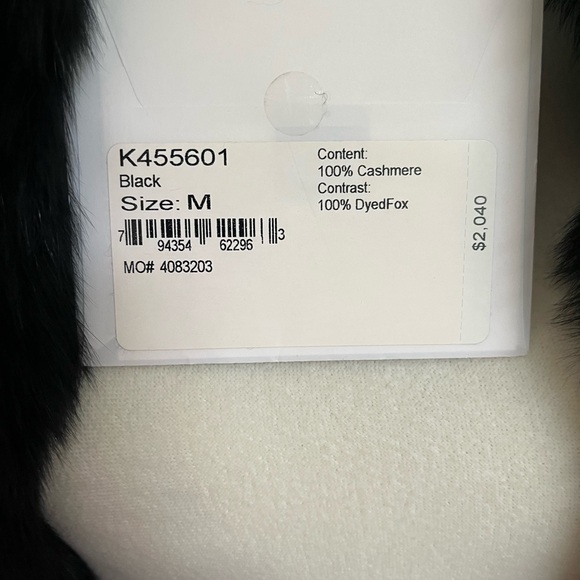 K455601
Black
Size: M
7 94354 62296 3
MO# 4083203
Content:
100% Cashmere
Contrast:
100% DyedFox
$2,040